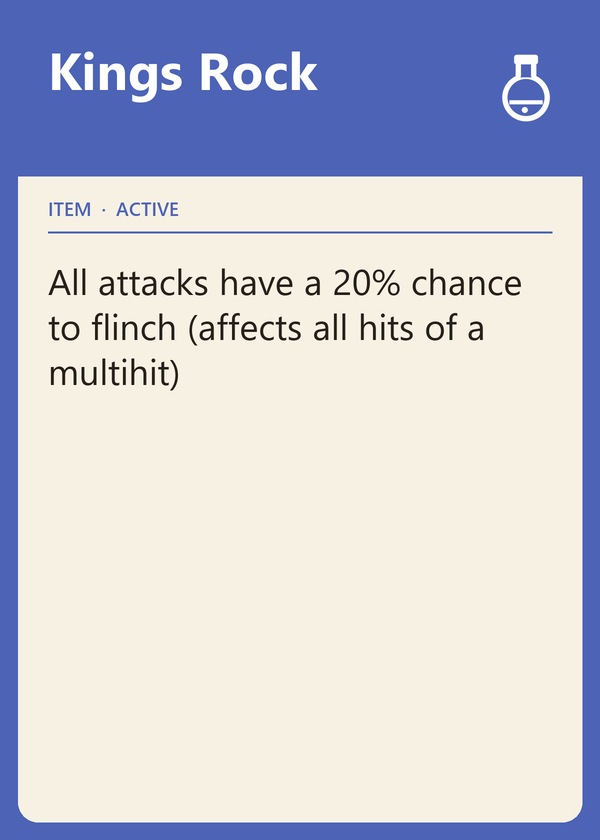 Kings Rock
ITEM · ACTIVE
All attacks have a 20% chance
to flinch (affects all hits of a
multihit)